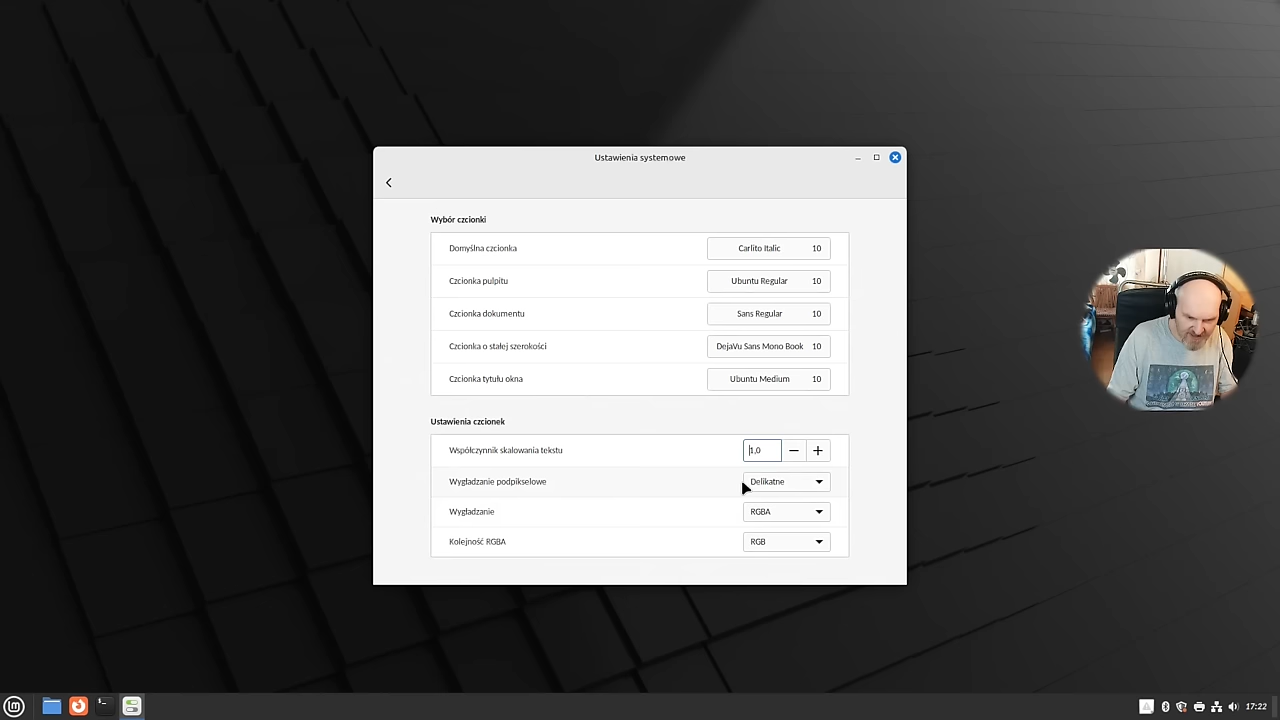 Ustawienia systemowe
Wybór czcionki
Domyślna czcionka Carlito Italic 10
Czcionka pulpitu Ubuntu Regular 10
Czcionka dokumentu Sans Regular 10
Czcionka o stałej szerokości DejaVu Sans Mono Book 10
Czcionka tytułu okna Ubuntu Medium 10
Ustawienia czcionek
Współczynnik skalowania tekstu 1,0
Wygładzanie podpikselowe Delikatne
Wygładzanie RGBA
Kolejność RGBA RGB
17:22